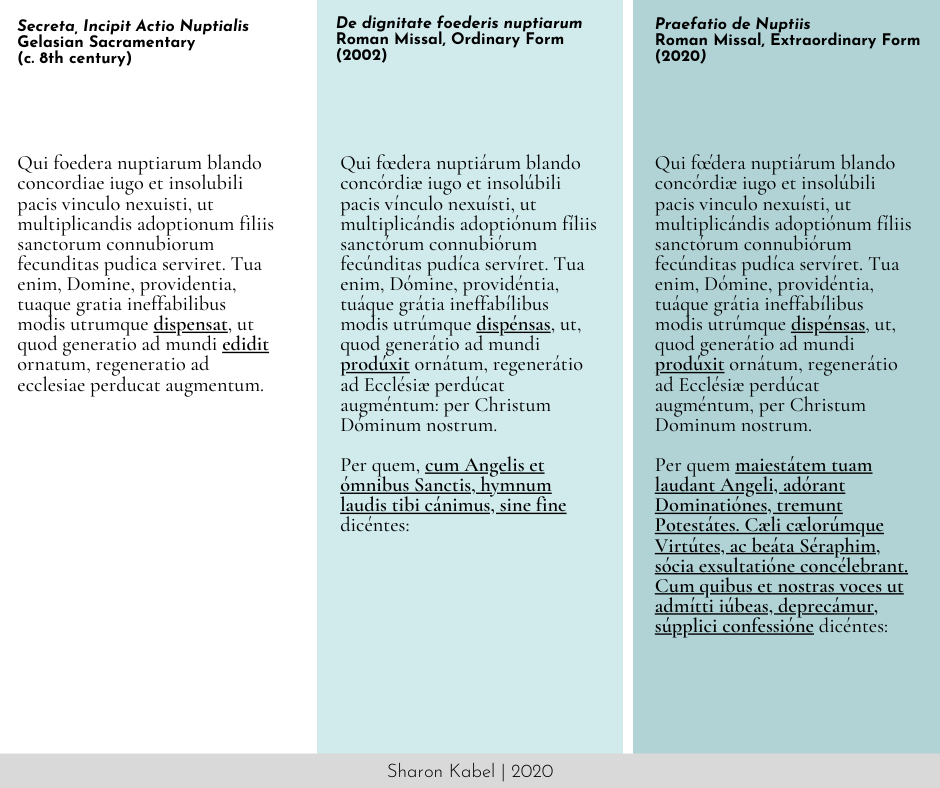 Secreta, Incipit Actio Nuptialis
Gelasian Sacramentary
(c. 8th century)
Qui foedera nuptiarum blando
concordiae iugo et insolubili
pacis vinculo nexuisti, ut
multiplicandis adoptionum filiis
sanctorum connubiorum
fecunditas pudica serviret. Tua
enim, Domine, providentia,
tuaque gratia ineffabilibus
modis utrumque dispensat, ut
quod generatio ad mundi edidit
ornatum, regeneratio ad
ecclesiae perducat augmentum.
De dignitate foederis nuptiarum
Roman Missal, Ordinary Form
(2002)
Qui fœdera nuptiárum blando
concórdiæ iugo et insolúbili
pacis vínculo nexuísti, ut
multiplicándis adoptiónum fíliis
sanctórum connubiórum
fecúnditas pudíca servíret. Tua
enim, Dómine, providéntia,
tuáque grátia ineffabílibus
modis utrúmque dispénsas, ut,
quod generátio ad mundi
prodúxit ornátum, regenerátio
ad Ecclésiæ perdúcat
augméntum: per Christum
Dóminum nostrum.
Per quem, cum Angelis et
ómnibus Sanctis, hymnum
laudis tibi cánimus, sine fine
dicéntes:
Praefatio de Nuptiis
Roman Missal, Extraordinary Form
(2020)
Qui fœ́dera nuptiárum blando
concórdiæ iugo et insolúbili
pacis vínculo nexuísti, ut
multiplicándis adoptiónum fíliis
sanctórum connubiórum
fecúnditas pudíca servíret. Tua
enim, Dómine, providéntia,
tuáque grátia ineffabílibus
modis utrúmque dispénsas, ut,
quod generátio ad mundi
prodúxit ornátum, regenerátio
ad Ecclésiæ perdúcat
augméntum, per Christum
Dominum nostrum.
Per quem maiestátem tuam
laudant Angeli, adórant
Dominatiónes, tremunt
Potestátes. Cæli cælorúmque
Virtútes, ac beáta Séraphim,
sócia exsultatióne concélebrant.
Cum quibus et nostras voces ut
admítti iúbeas, deprecámur,
súpplici confessióne dicéntes:
Sharon Kabel | 2020